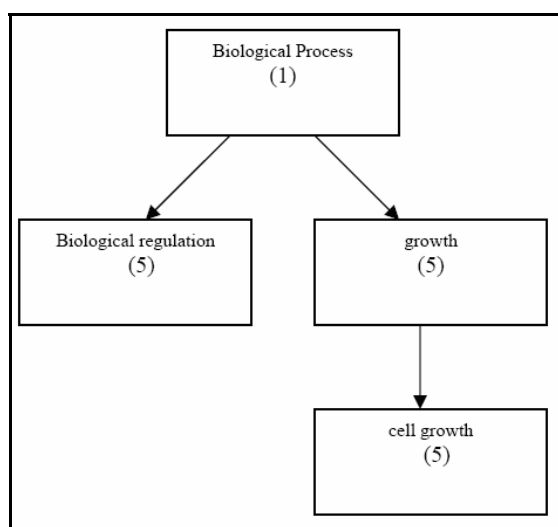 Biological Process
(1)
Biological regulation
(5)
growth
(5)
cell growth
(5)